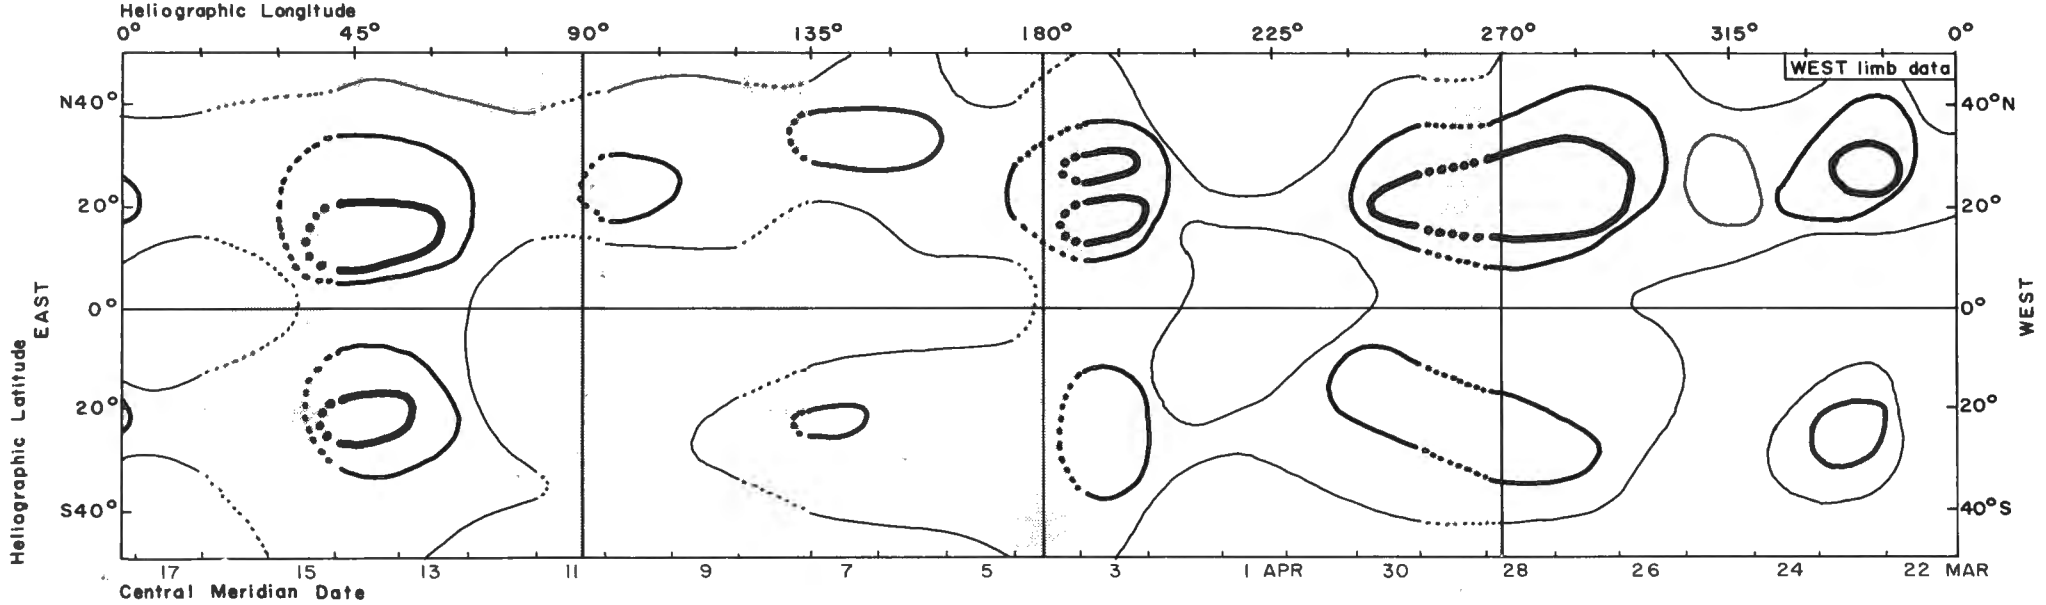 Heliographic Longitude
0° 45° 90° 135° 180° 225° 270° 315° 0°
WEST limb data
N40° 40°N
20° 20°
EAST 0° 0° WEST
20° 20°
S40° 40°S
Heliographic Latitude
17 15 13 11 9 7 5 3 1 APR 30 28 26 24 22 MAR
Central Meridian Date